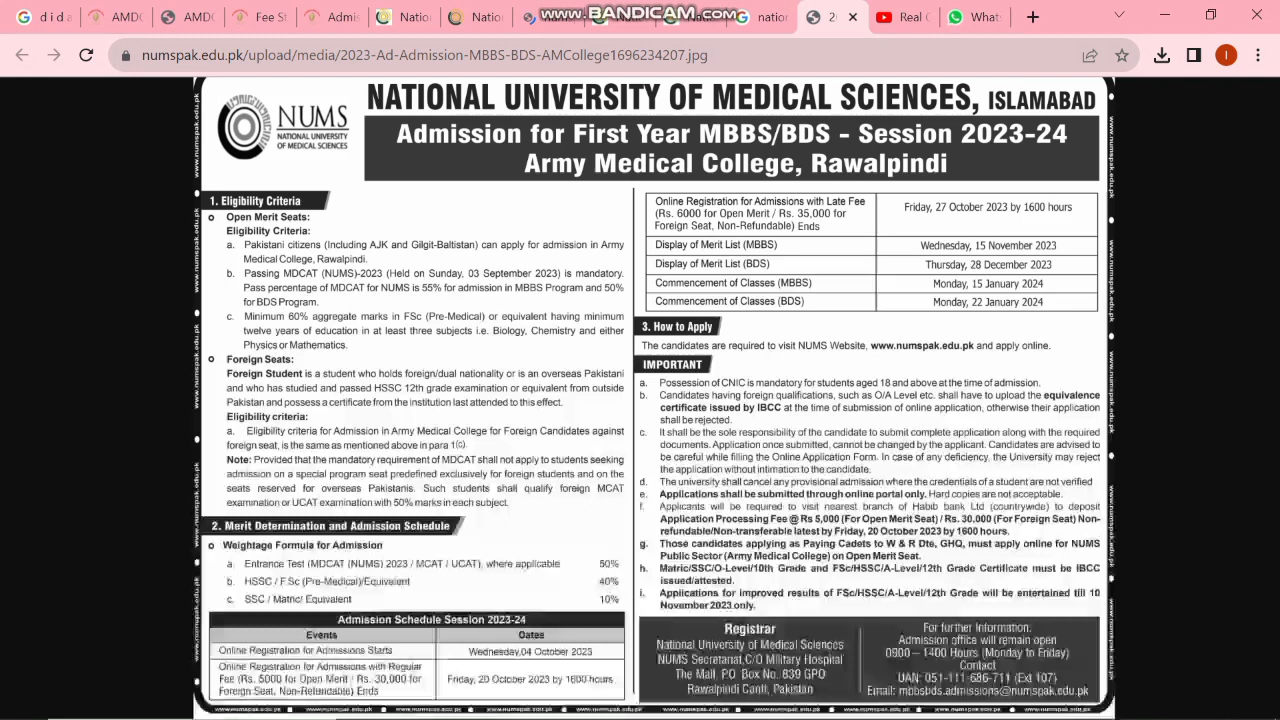 d i d
AMDC
Fee St
Amend
Nation
Nation
www.BANDICAM.com
nation
2
Real C
Whats
numspak.edu.pk/upload/media/2023-Ad-Admission-MBBS-BDS-AMCollege1696234207.jpg
I
NUMS
NATIONAL UNIVERSITY
OF MEDICAL SCIENCES
NATIONAL UNIVERSITY OF MEDICAL SCIENCES, ISLAMABAD
Admission for First Year MBBS/BDS - Session 2023-24
Army Medical College, Rawalpindi
1. Eligibility Criteria
Open Merit Seats:
Eligibility Criteria:
a. Pakistani citizens (Including AJK and Gilgit-Baltistan) can apply for admission in Army
Medical College, Rawalpindi.
b. Passing MDCAT (NUMS)-2023 (Held on Sunday, 03 September 2023) is mandatory.
Pass percentage of MDCAT for NUMS is 55% for admission in MBBS Program and 50%
for BDS Program.
c. Minimum 60% aggregate marks in FSc (Pre-Medical) or equivalent having minimum
twelve years of education in at least three subjects i.e. Biology, Chemistry and either
Physics or Mathematics.
Foreign Seats:
Foreign Student is a student who holds foreign/dual nationality or is an overseas Pakistani
and who has studied and passed HSSC 12th grade examination or equivalent from outside
Pakistan and possess a certificate from the institution last attended to this effect.
Eligibility criteria:
a. Eligibility criteria for Admission in Army Medical College for Foreign Candidates against
foreign seat, is the same as mentioned above in para 1(c).
Note: Provided that the mandatory requirement of MDCAT shall not apply to students seeking
admission on a special program seat predefined exclusively for foreign students and on the
seats reserved for overseas Pakistanis. Such students shall qualify foreign MCAT
examination or UCAT examination with 50% marks in each subject.
2. Merit Determination and Admission Schedule
Weightage Formula for Admission
a. Entrance Test (MDCAT (NUMS) 2023 / MCAT / UCAT), where applicable 50%
b. HSSC / F.Sc (Pre-Medical)/Equivalent 40%
c. SSC / Matric/ Equivalent 10%
Admission Schedule Session 2023-24
Events Dates
Online Registration for Admissions Starts Wednesday,04 October 2023
Online Registration for Admissions with Regular
Fee (Rs. 5000 for Open Merit / Rs. 30,000 for
Foreign Seat, Non-Refundable) Ends
Friday, 20 October 2023 by 1600 hours
Online Registration for Admissions with Late Fee
(Rs. 6000 for Open Merit / Rs. 35,000 for
Foreign Seat, Non-Refundable) Ends
Friday, 27 October 2023 by 1600 hours
Display of Merit List (MBBS) Wednesday, 15 November 2023
Display of Merit List (BDS) Thursday, 28 December 2023
Commencement of Classes (MBBS) Monday, 15 January 2024
Commencement of Classes (BDS) Monday, 22 January 2024
3. How to Apply
The candidates are required to visit NUMS Website, www.numspak.edu.pk and apply online.
IMPORTANT
a. Possession of CNIC is mandatory for students aged 18 and above at the time of admission.
b. Candidates having foreign qualifications, such as O/A Level etc. shall have to upload the equivalence
certificate issued by IBCC at the time of submission of online application, otherwise their application
shall be rejected.
c. It shall be the sole responsibility of the candidate to submit complete application along with the required
documents. Application once submitted, cannot be changed by the applicant. Candidates are advised to
be careful while filling the Online Application Form. In case of any deficiency, the University may reject
the application without intimation to the candidate.
d. The university shall cancel any provisional admission where the credentials of a student are not verified
e. Applications shall be submitted through online portal only. Hard copies are not acceptable.
f. Applicants will be required to visit nearest branch of Habib bank Ltd (countrywide) to deposit
Application Processing Fee @ Rs 5,000 (For Open Merit Seat) / Rs. 30,000 (For Foreign Seat) Non-
refundable/Non-transferable latest by Friday, 20 October 2023 by 1600 hours.
g. Those candidates applying as Paying Cadets to W & R Dte, GHQ, must apply online for NUMS
Public Sector (Army Medical College) on Open Merit Seat.
h. Matric/SSC/O-Level/10th Grade and FSc/HSSC/A-Level/12th Grade Certificate must be IBCC
issued/attested.
i. Applications for improved results of FSc/HSSC/A-Level/12th Grade will be entertained till 10
November 2023 only.
Registrar
National University of Medical Sciences
NUMS Secretariat,C/O Military Hospital
The Mall, PO Box No. 839 GPO
Rawalpindi Cantt, Pakistan
For further Information.
Admission office will remain open
0900 – 1400 Hours (Monday to Friday)
Contact
UAN: 051-111-686-711 (Ext 107)
Email: mbbsbds.admissions@numspak.edu.pk